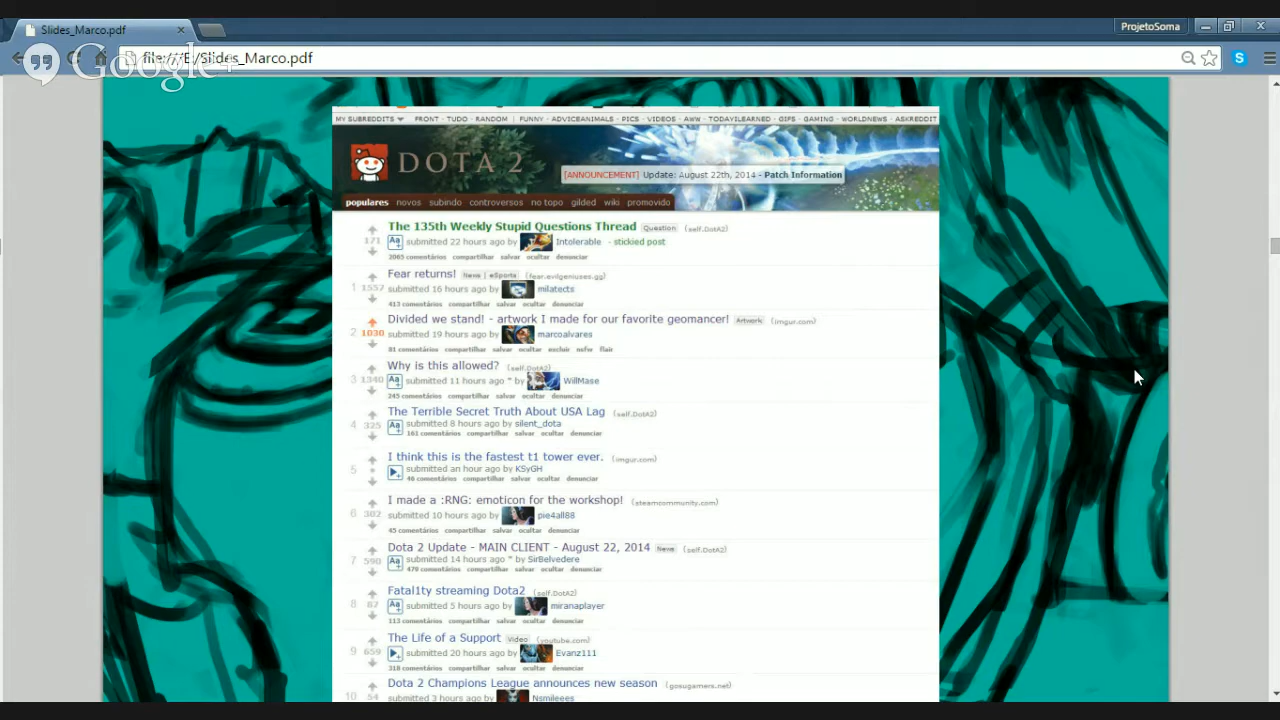 Slides_Marco.pdf
ProjetoSoma
file:///E:/Slides_Marco.pdf
Google+
MY SUBREDDITS FRONT - TUDO - RANDOM | FUNNY - ADVICEANIMALS - PICS - VIDEOS - AWW - TODAYILEARNED - GIFS - GAMING - WORLDNEWS - ASKREDDIT
DOTA 2
[ANNOUNCEMENT] Update: August 22th, 2014 - Patch Information
populares novos subindo controversos no topo gilded wiki promovido
The 135th Weekly Stupid Questions Thread Question (self.DotA2)
171 Aa submitted 22 hours ago by Intolerable - stickied post
2065 comentários compartilhar salvar ocultar denunciar
Fear returns! News | eSports (fear.evilgeniuses.gg)
1 1557 submitted 16 hours ago by milatects
413 comentários compartilhar salvar ocultar denunciar
Divided we stand! - artwork I made for our favorite geomancer! Artwork (imgur.com)
2 1030 submitted 19 hours ago by marcoalvares
81 comentários compartilhar salvar ocultar excluir nsfw flair
Why is this allowed? (self.DotA2)
3 1340 Aa submitted 11 hours ago * by WillMase
245 comentários compartilhar salvar ocultar denunciar
The Terrible Secret Truth About USA Lag (self.DotA2)
4 325 Aa submitted 8 hours ago by silent_dota
161 comentários compartilhar salvar ocultar denunciar
I think this is the fastest t1 tower ever. (imgur.com)
5 • submitted an hour ago by KSyGH
46 comentários compartilhar salvar ocultar denunciar
I made a :RNG: emoticon for the workshop! (steamcommunity.com)
6 302 submitted 10 hours ago by pie4all88
45 comentários compartilhar salvar ocultar denunciar
Dota 2 Update - MAIN CLIENT - August 22, 2014 News (self.DotA2)
7 590 Aa submitted 14 hours ago * by SirBelvedere
479 comentários compartilhar salvar ocultar denunciar
Fatal1ty streaming Dota2 (self.DotA2)
8 87 Aa submitted 5 hours ago by miranaplayer
113 comentários compartilhar salvar ocultar denunciar
The Life of a Support Video (youtube.com)
9 659 submitted 20 hours ago by Evanz111
318 comentários compartilhar salvar ocultar denunciar
Dota 2 Champions League announces new season (gosugamers.net)
10 54 submitted 3 hours ago by Nsmileees